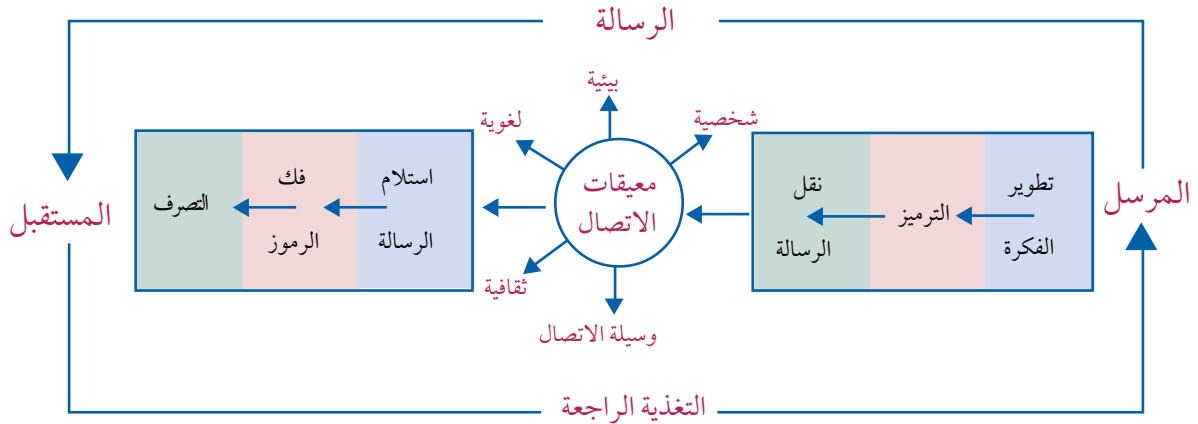 الرسالة
بيئية
شخصية
لغوية
معيقات
الاتصال
ثقافية
وسيلة الاتصال
المرسل
تطوير
الفكرة
الترميز
نقل
الرسالة
استلام
الرسالة
فك
الرموز
التصرف
المستقبل
التغذية الراجعة